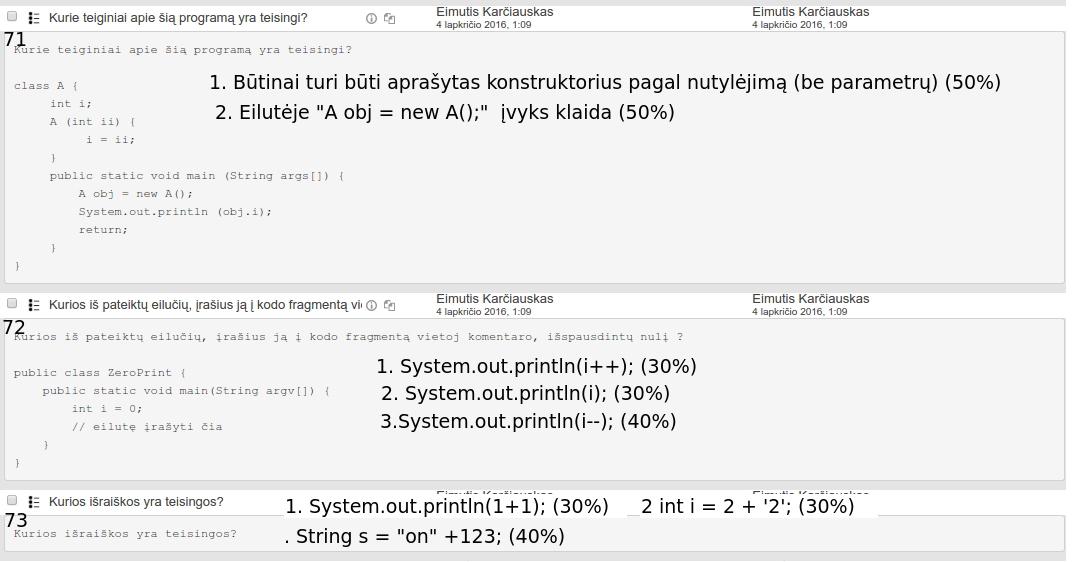 Kurie teiginiai apie šią programą yra teisingi? Eimutis Karčiauskas Eimutis Karčiauskas
4 lapkričio 2016, 1:09 4 lapkričio 2016, 1:09
71
Kurie teiginiai apie šią programą yra teisingi?
1. Būtinai turi būti aprašytas konstruktorius pagal nutylėjimą (be parametrų) (50%)
2. Eilutėje "A obj = new A();" įvyks klaida (50%)
class A {
int i;
A (int ii) {
i = ii;
}
public static void main (String args[]) {
A obj = new A();
System.out.println (obj.i);
return;
}
}
Kurios iš pateiktų eilučių, įrašius ją į kodo fragmentą vi Eimutis Karčiauskas Eimutis Karčiauskas
4 lapkričio 2016, 1:09 4 lapkričio 2016, 1:09
72
Kurios iš pateiktų eilučių, įrašius ją į kodo fragmentą vietoj komentaro, išspausdintų nulį ?
1. System.out.println(i++); (30%)
2. System.out.println(i); (30%)
3.System.out.println(i--); (40%)
public class ZeroPrint {
public static void main(String argv[]) {
int i = 0;
// eilutę įrašyti čia
}
}
Kurios išraiškos yra teisingos? 1. System.out.println(1+1); (30%) 2 int i = 2 + '2'; (30%)
73
Kurios išraiškos yra teisingos? . String s = "on" +123; (40%)